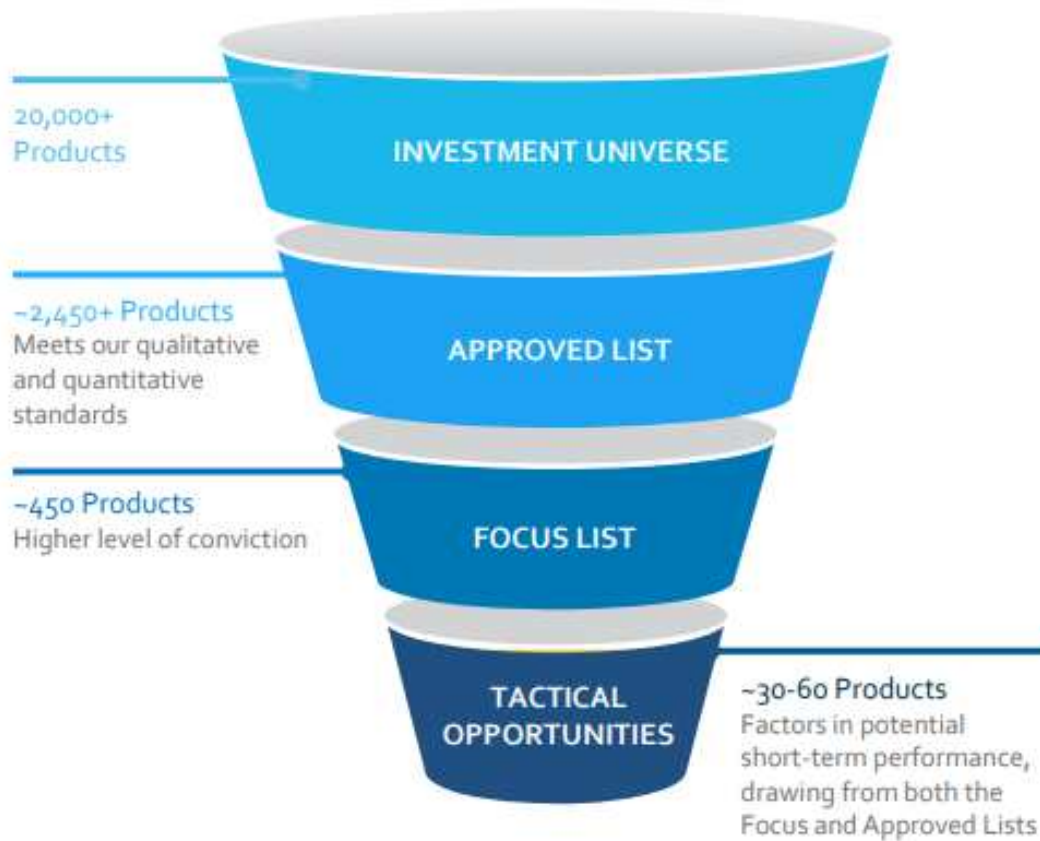 20,000+
Products
INVESTMENT UNIVERSE
~2,450+ Products
Meets our qualitative
and quantitative
standards
APPROVED LIST
~450 Products
Higher level of conviction
FOCUS LIST
TACTICAL
OPPORTUNITIES
~30-60 Products
Factors in potential
short-term performance,
drawing from both the
Focus and Approved Lists